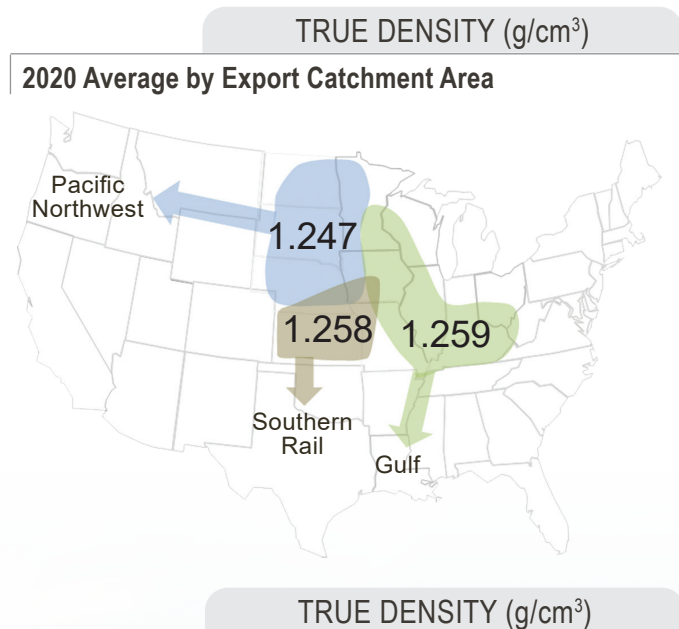 TRUE DENSITY (g/cm³)
2020 Average by Export Catchment Area
Pacific
Northwest
1.247
1.258
1.259
Southern
Rail
Gulf
TRUE DENSITY (g/cm³)